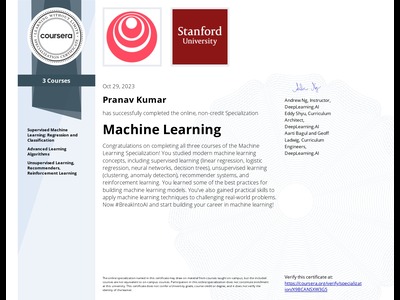 coursera
3 Courses
Supervised Machine
Learning: Regression and
Classification
Advanced Learning
Algorithms
Unsupervised Learning,
Recommenders,
Reinforcement Learning
Stanford
University
Oct 29, 2023
Pranav Kumar
has successfully completed the online, non-credit Specialization
Machine Learning
Congratulations on completing all three courses of the Machine
Learning Specialization! You studied modern machine learning
concepts, including supervised learning (linear regression, logistic
regression, neural networks, decision trees), unsupervised learning
(clustering, anomaly detection), recommender systems, and
reinforcement learning. You learned some of the best practices for
building machine learning models. You've also gained practical skills to
apply machine learning techniques to challenging real-world problems.
Now #BreakIntoAI and start building your career in machine learning!
Andrew Ng, Instructor,
DeepLearning.AI
Eddy Shyu, Curriculum
Architect,
DeepLearning.AI
Aarti Bagul and Geoff
Ladwig, Curriculum
Engineers,
DeepLearning.AI
Verify this certificate at:
https://coursera.org/verify/specializat